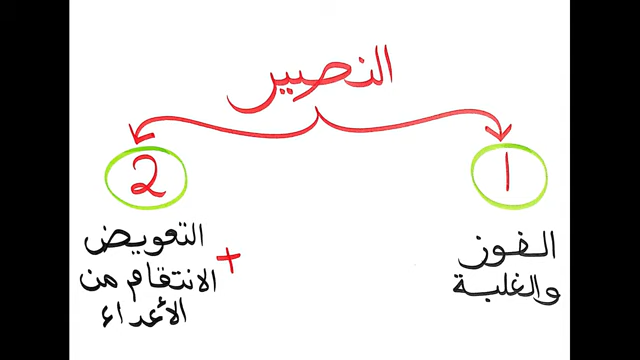 النصير
1
الفوز
والغلبة
2
التعويض
+
الانتقام من
الأعداء